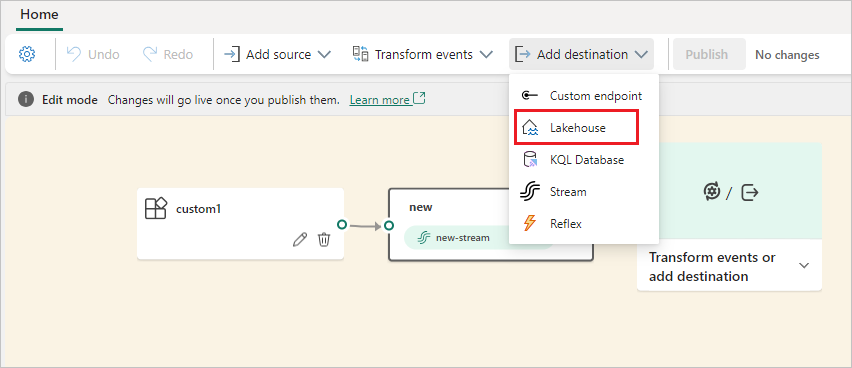 Home
Undo Redo Add source Transform events Add destination Publish No changes
Edit mode Changes will go live once you publish them. Learn more
Custom endpoint
Lakehouse
KQL Database
Stream
Reflex
custom1
new
new-stream
/
Transform events or
add destination